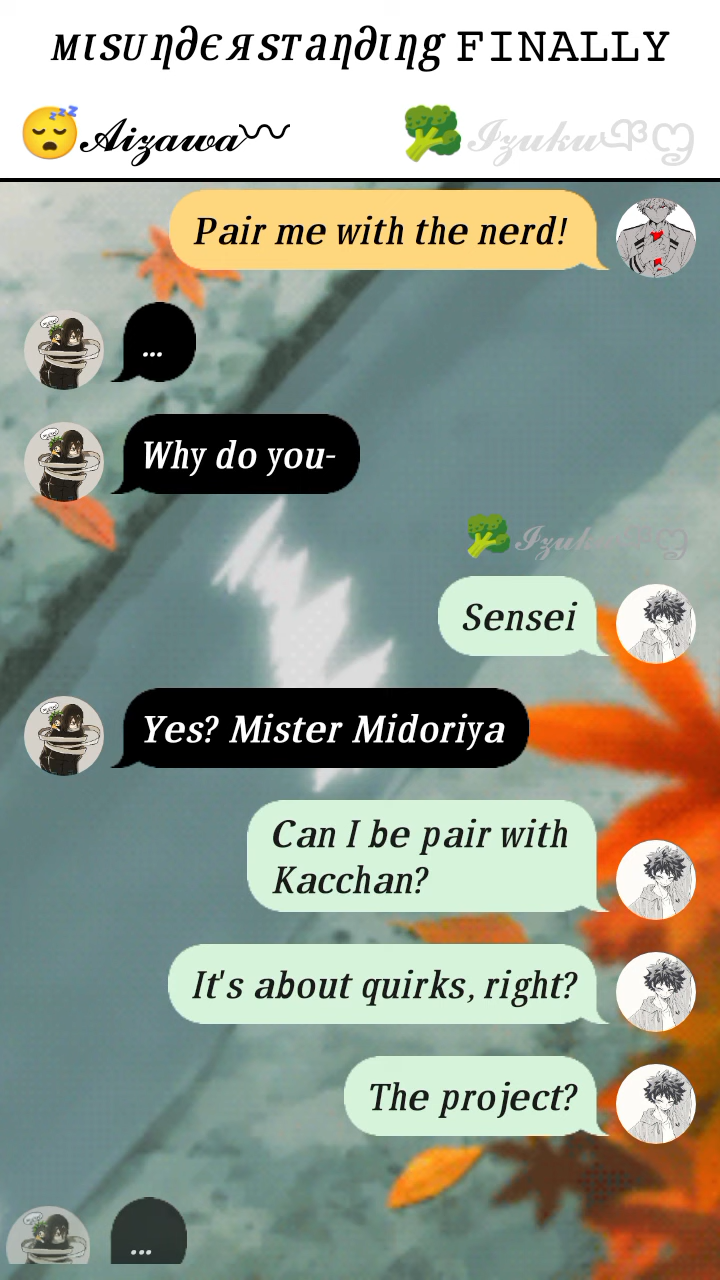 MISUηДЄЯSTaηƏιηg FINALLY
😴Aizawa〰
🥦Izuku
Pair me with the nerd!
...
Why do you-
🥦Izuku
Sensei
Yes? Mister Midoriya
Can I be pair with
Kacchan?
It's about quirks, right?
The project?
...